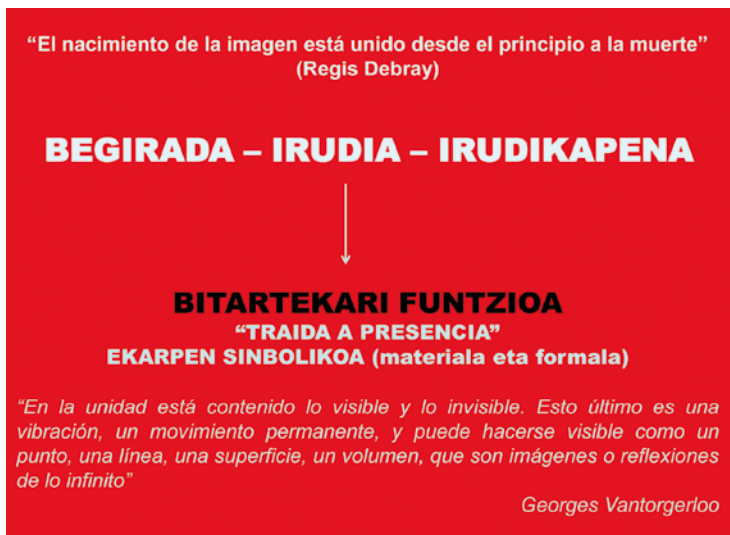 “El nacimiento de la imagen está unido desde el principio a la muerte”
(Regis Debray)
BEGIRADA – IRUDIA – IRUDIKAPENA
BITARTEKARI FUNTZIOA
“TRAIDA A PRESENCIA”
EKARPEN SINBOLIKOA (materiala eta formala)
“En la unidad está contenido lo visible y lo invisible. Esto último es una
vibración, un movimiento permanente, y puede hacerse visible como un
punto, una línea, una superficie, un volumen, que son imágenes o reflexiones
de lo infinito”
Georges Vantorgerloo